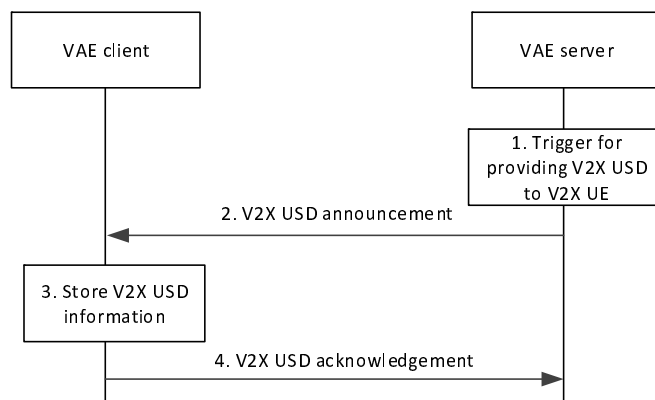 VAE client
VAE server
1. Trigger for
providing V2X USD
to V2X UE
2. V2X USD announcement
3. Store V2X USD
information
4. V2X USD acknowledgement